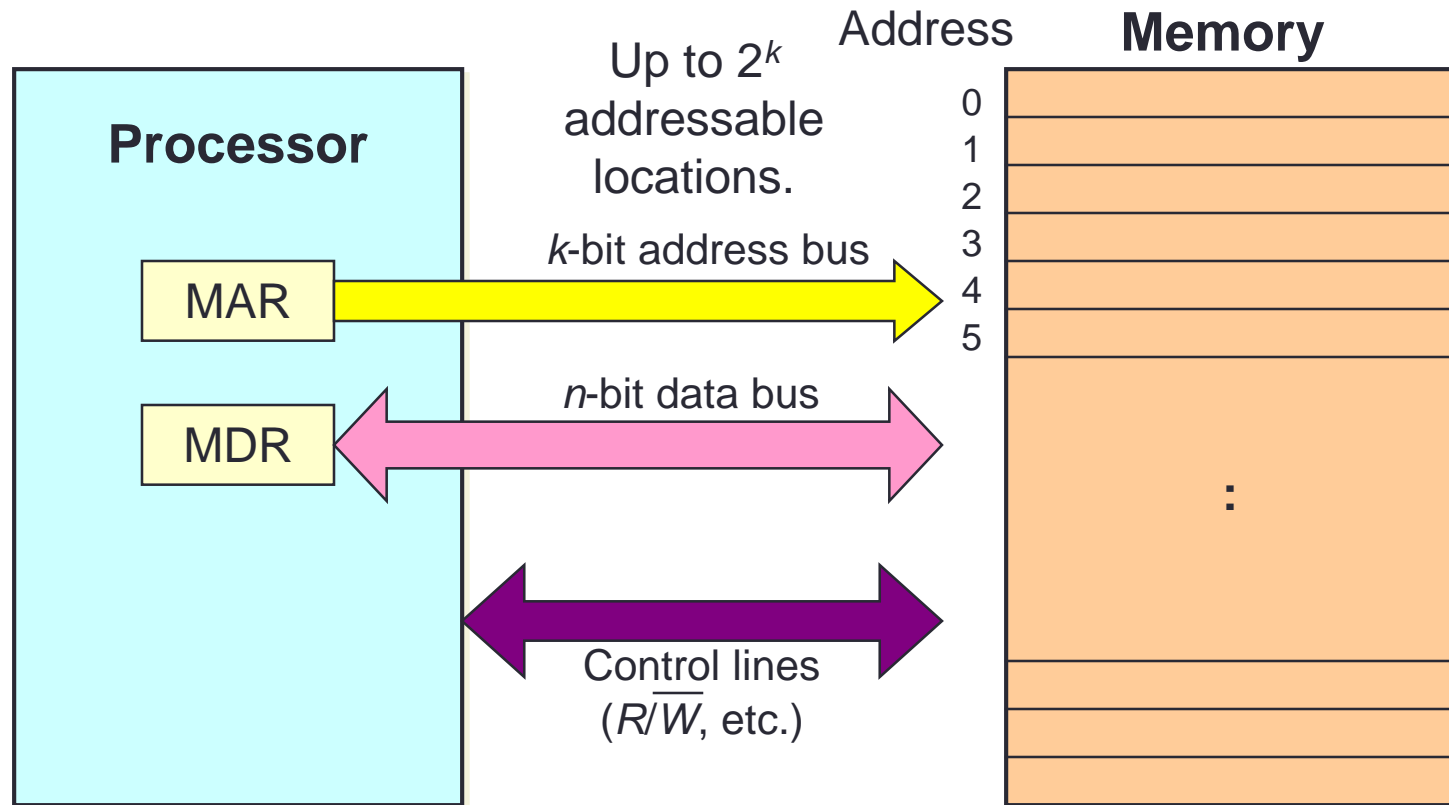 Address
Memory
Up to 2ᵏ
addressable
locations.
Processor
0
1
2
3
4
5
k-bit address bus
MAR
n-bit data bus
MDR
:
Control lines
(R/W̅, etc.)